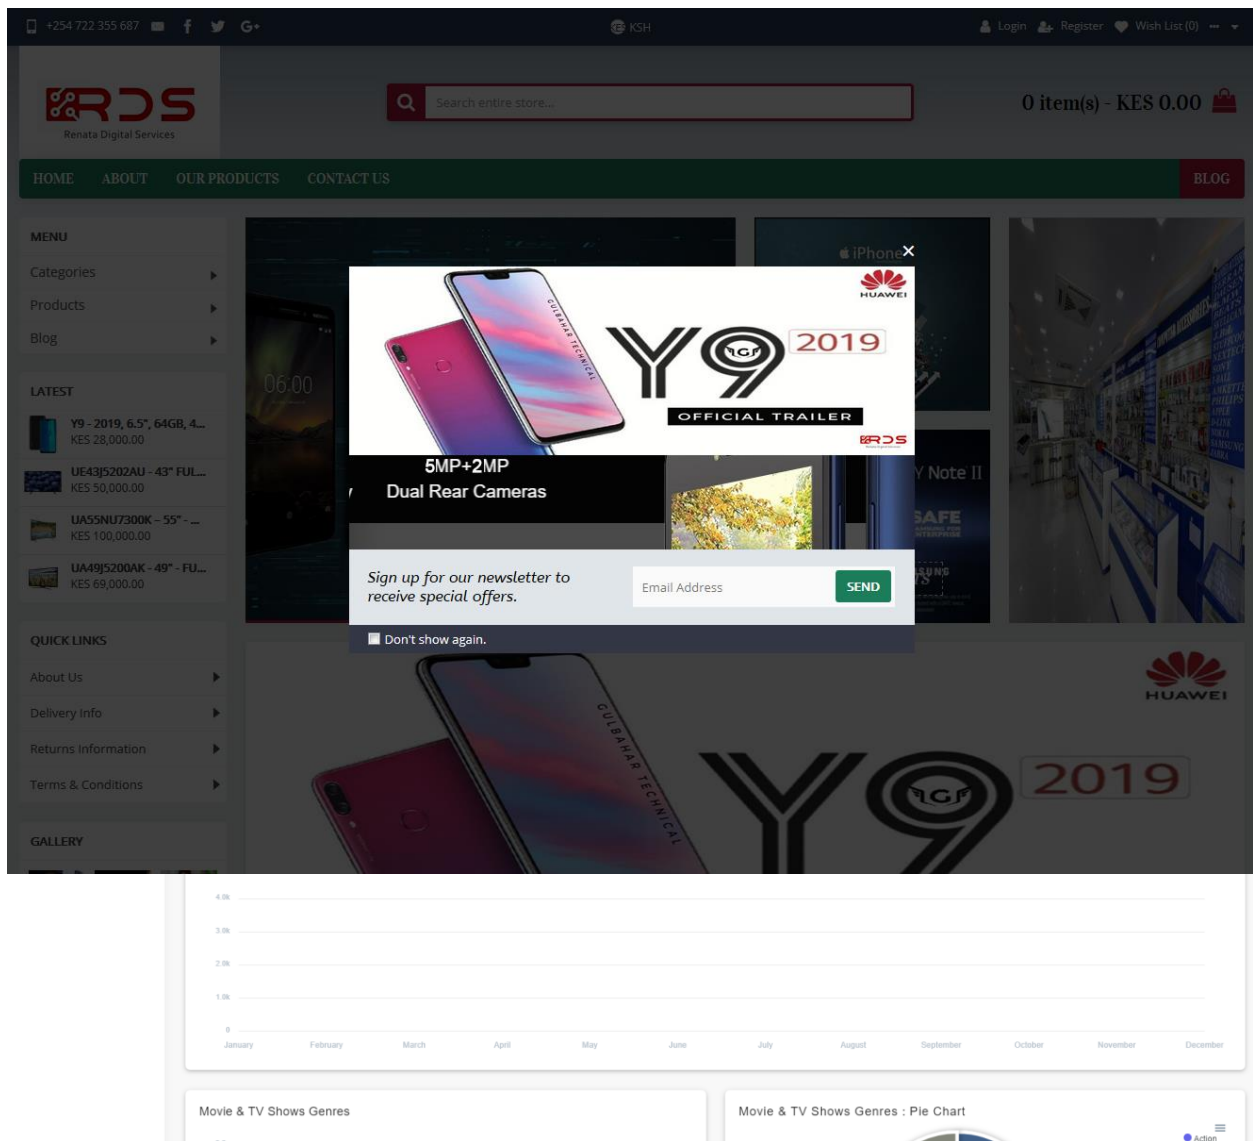 +254 722 355 687
KSH
Login
Register
Wish List (0)
RDS
Renata Digital Services
Search entire store...
0 item(s) - KES 0.00
HOME
ABOUT
OUR PRODUCTS
CONTACT US
BLOG
MENU
Categories
Products
Blog
LATEST
Y9 - 2019, 6.5", 64GB, 4...
KES 28,000.00
UE43J5202AU - 43" FUL...
KES 50,000.00
UA55NU7300K – 55" - ...
KES 100,000.00
UA49J5200AK - 49" - FU...
KES 69,000.00
QUICK LINKS
About Us
Delivery Info
Returns Information
Terms & Conditions
GALLERY
06:00
iPhone
Y Note II
SAFE
×
HUAWEI
GULBAHAR TECHNICAL
Y9
2019
OFFICIAL TRAILER
RDS
5MP+2MP
Dual Rear Cameras
Sign up for our newsletter to
receive special offers.
Email Address
SEND
Don't show again.
HUAWEI
GULBAHAR TECHNICAL
Y9
2019
4.0k
3.0k
2.0k
1.0k
0
January
February
March
April
May
June
July
August
September
October
November
December
Movie & TV Shows Genres
Movie & TV Shows Genres : Pie Chart
Action